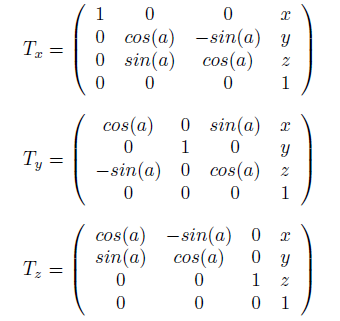 1 0 0 x
0 cos(a) −sin(a) y
T_x =
0 sin(a) cos(a) z
0 0 0 1
cos(a) 0 sin(a) x
0 1 0 y
T_y =
−sin(a) 0 cos(a) z
0 0 0 1
cos(a) −sin(a) 0 x
sin(a) cos(a) 0 y
T_z =
0 0 1 z
0 0 0 1